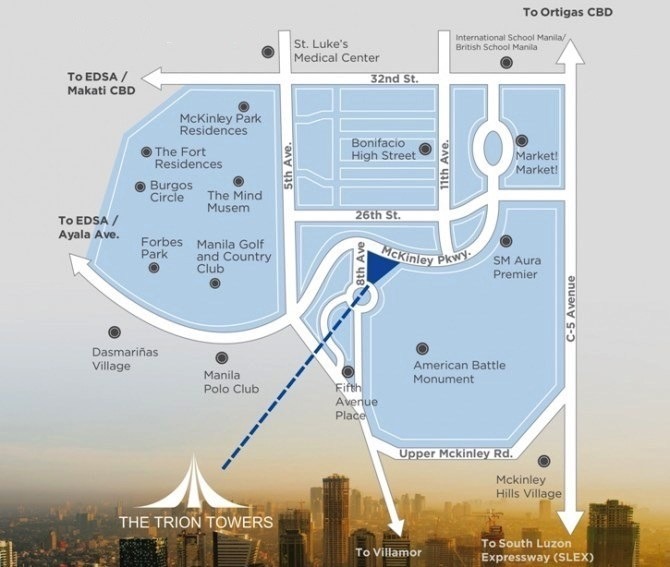 To Ortigas CBD
St. Luke's
Medical Center
International School Manila/
British School Manila
To EDSA /
Makati CBD
32nd St.
McKinley Park
Residences
The Fort
Residences
Bonifacio
High Street
Market!
Market!
5th Ave.
11th Ave.
Burgos
Circle
The Mind
Musem
26th St.
To EDSA /
Ayala Ave.
Forbes
Park
Manila Golf
and Country
Club
8th Ave
McKinley Pkwy.
SM Aura
Premier
C-5 Avenue
Dasmariñas
Village
Manila
Polo Club
Fifth
Avenue
Place
American Battle
Monument
Upper Mckinley Rd.
Mckinley
Hills Village
THE TRION TOWERS
To Villamor
To South Luzon
Expressway (SLEX)